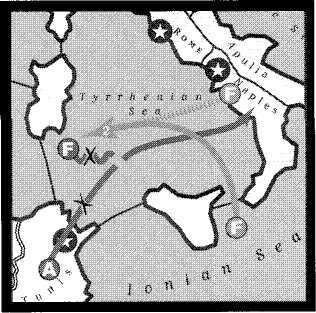 Rome
Apulia
Naples
Tyrrhenian
Sea
F
2
F
F
A
Tunis
Ionian Sea